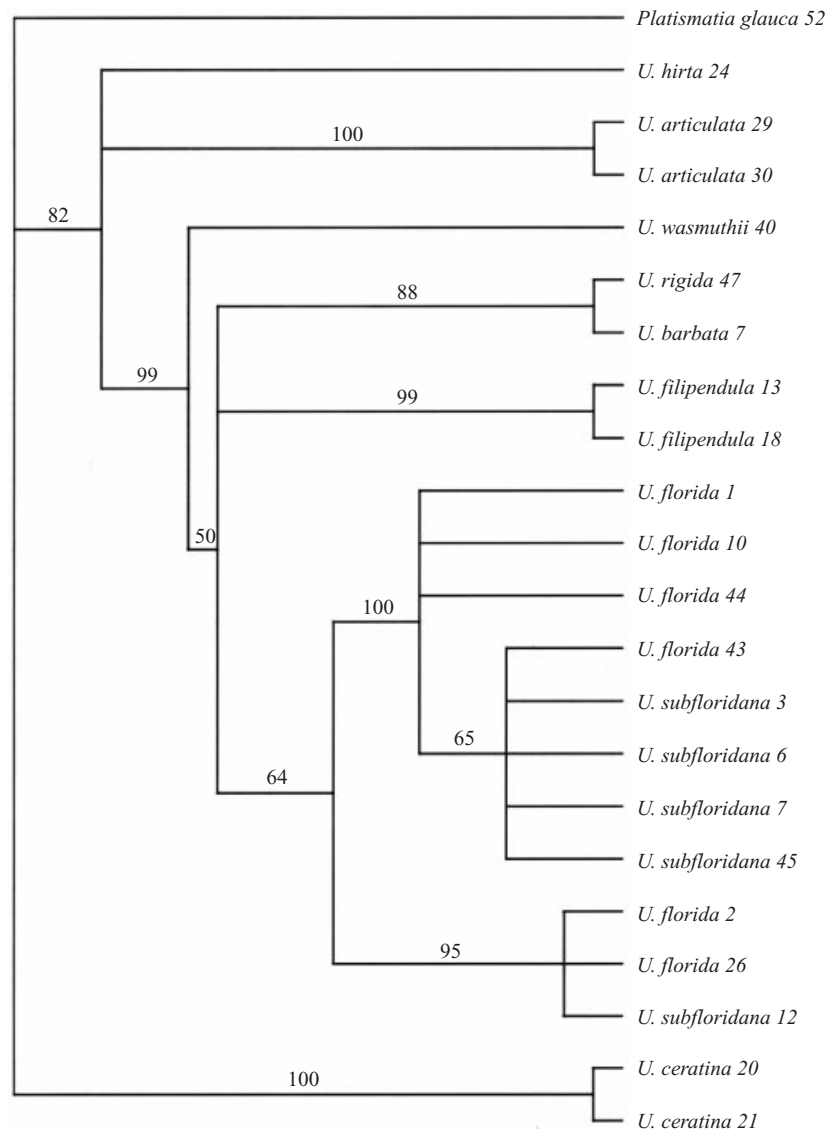 Platismatia glauca 52
U. hirta 24
U. articulata 29
100
U. articulata 30
82
U. wasmuthii 40
U. rigida 47
88
U. barbata 7
99
U. filipendula 13
99
U. filipendula 18
U. florida 1
50
U. florida 10
U. florida 44
100
U. florida 43
U. subfloridana 3
65
U. subfloridana 6
64
U. subfloridana 7
U. subfloridana 45
U. florida 2
95
U. florida 26
U. subfloridana 12
U. ceratina 20
100
U. ceratina 21